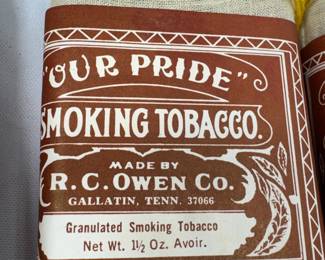 "OUR PRIDE"
SMOKING TOBACCO.
MADE BY
R. C. OWEN CO.
GALLATIN, TENN. 37066
Granulated Smoking Tobacco
Net Wt. 1½ Oz. Avoir.